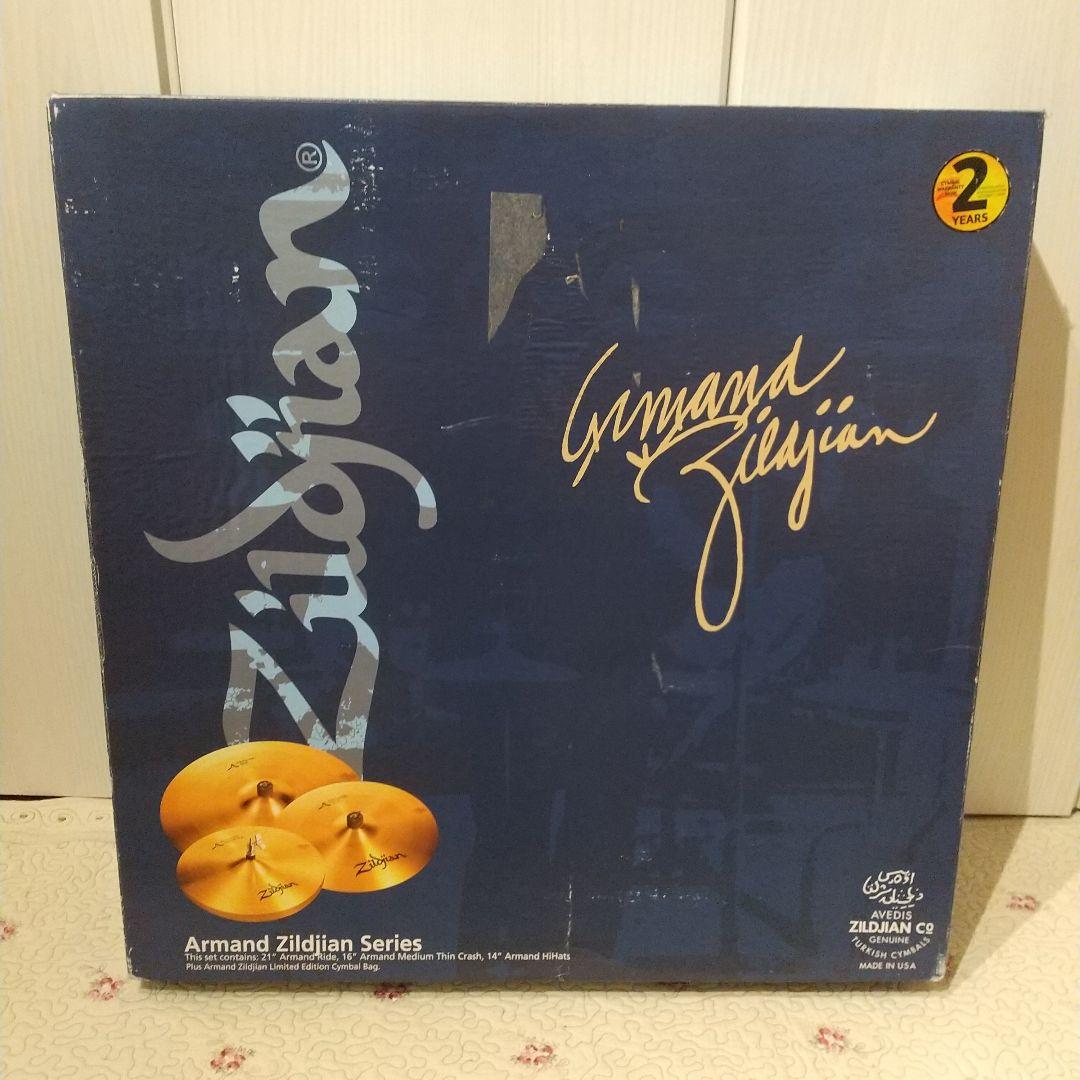 Zildjian®
2
YEARS
Armand
Zildjian
Zildjian
Zildjian
Armand Zildjian Series
This set contains: 21" Armand Ride, 16" Armand Medium Thin Crash, 14" Armand HiHats
Plus Armand Zildjian Limited Edition Cymbal Bag.
AVEDIS
ZILDJIAN Co
GENUINE
TURKISH CYMBALS
MADE IN USA